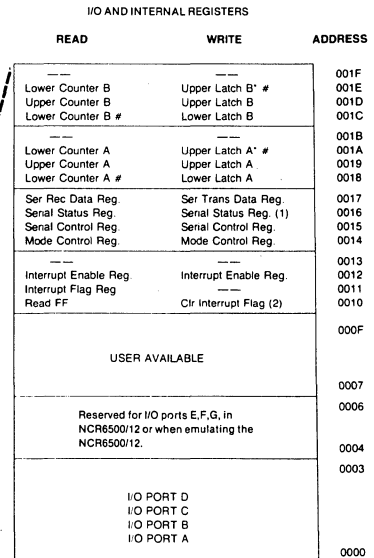 I/O AND INTERNAL REGISTERS
READ WRITE ADDRESS
—— —— 001F
Lower Counter B Upper Latch B* # 001E
Upper Counter B Upper Latch B 001D
Lower Counter B # Lower Latch B 001C
—— —— 001B
Lower Counter A Upper Latch A* # 001A
Upper Counter A Upper Latch A 0019
Lower Counter A # Lower Latch A 0018
Ser Rec Data Reg. Ser Trans Data Reg. 0017
Serial Status Reg. Serial Status Reg. (1) 0016
Serial Control Reg. Serial Control Reg. 0015
Mode Control Reg. Mode Control Reg. 0014
—— —— 0013
Interrupt Enable Reg. Interrupt Enable Reg. 0012
Interrupt Flag Reg —— 0011
Read FF Clr Interrupt Flag (2) 0010
000F
USER AVAILABLE
0007
0006
Reserved for I/O ports E,F,G, in
NCR6500/12 or when emulating the
NCR6500/12.
0004
0003
I/O PORT D
I/O PORT C
I/O PORT B
I/O PORT A
0000